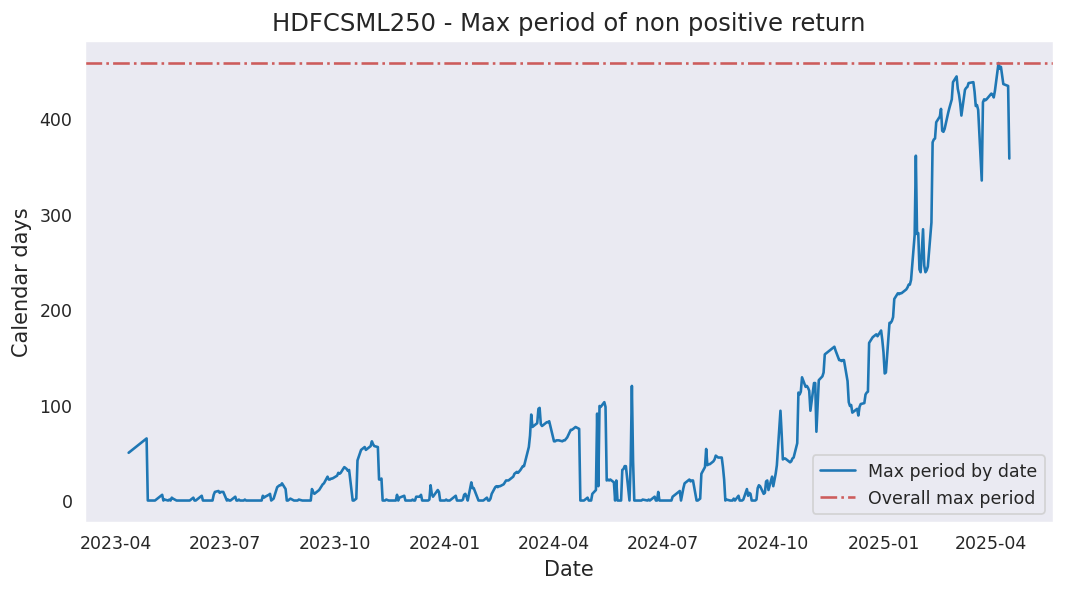 HDFCSML250 - Max period of non positive return
Calendar days
400
300
200
100
0
Max period by date
Overall max period
2023-04 2023-07 2023-10 2024-01 2024-04 2024-07 2024-10 2025-01 2025-04
Date